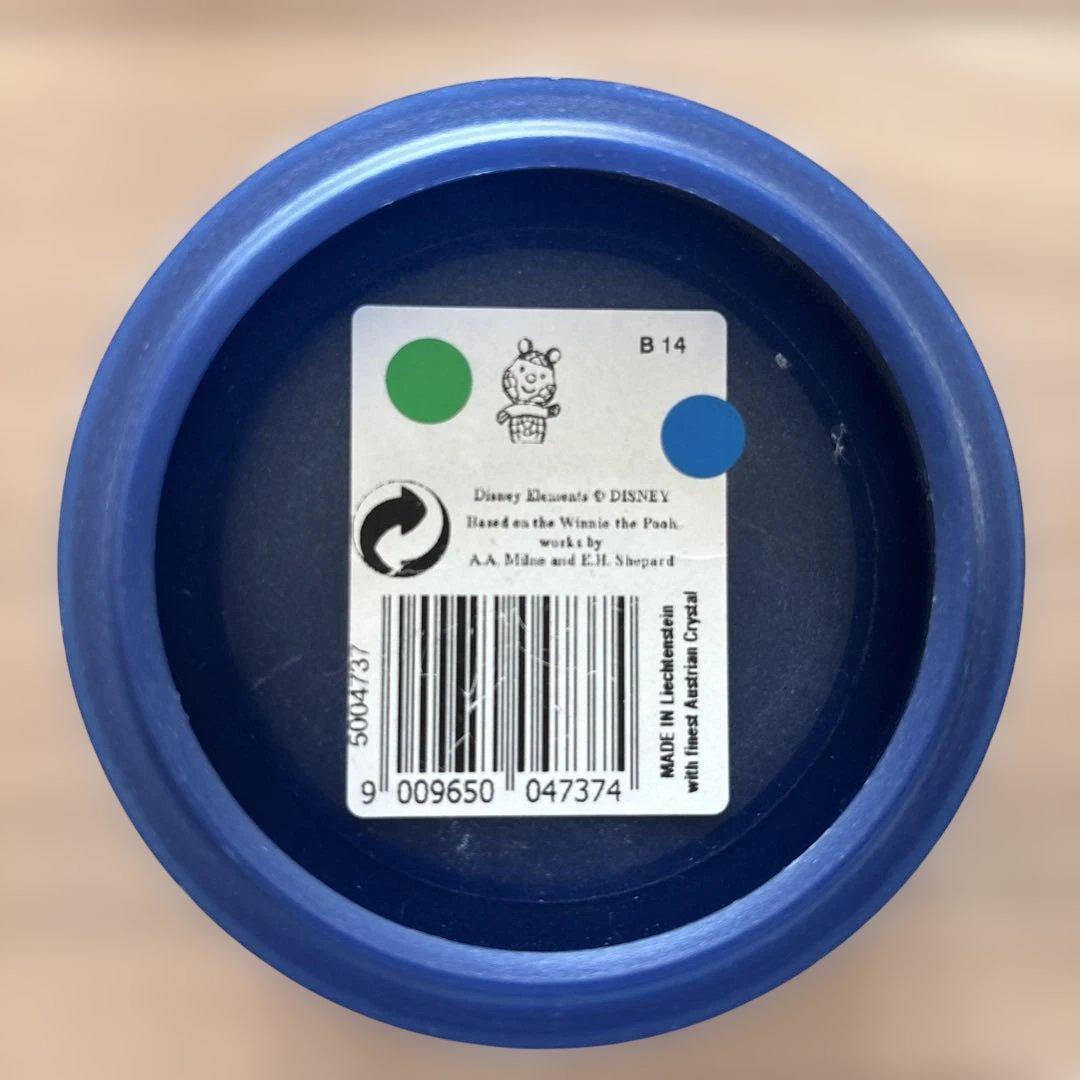 B 14
Disney Elements © DISNEY
Based on the Winnie the Pooh
works by
A.A. Milne and E.H. Shepard
5004737
9 009650 047374
MADE IN Liechtenstein
with finest Austrian Crystal